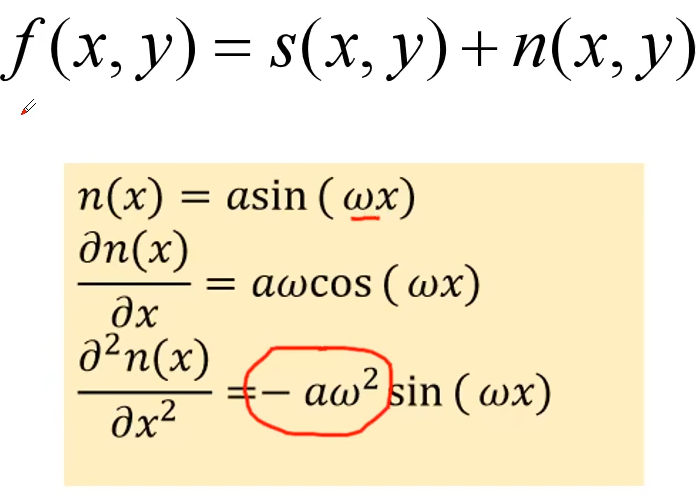 f(x, y) = s(x, y) + n(x, y)
n(x) = asin (ωx)
∂n(x)/∂x = aωcos (ωx)
∂²n(x)/∂x² = − aω² sin (ωx)